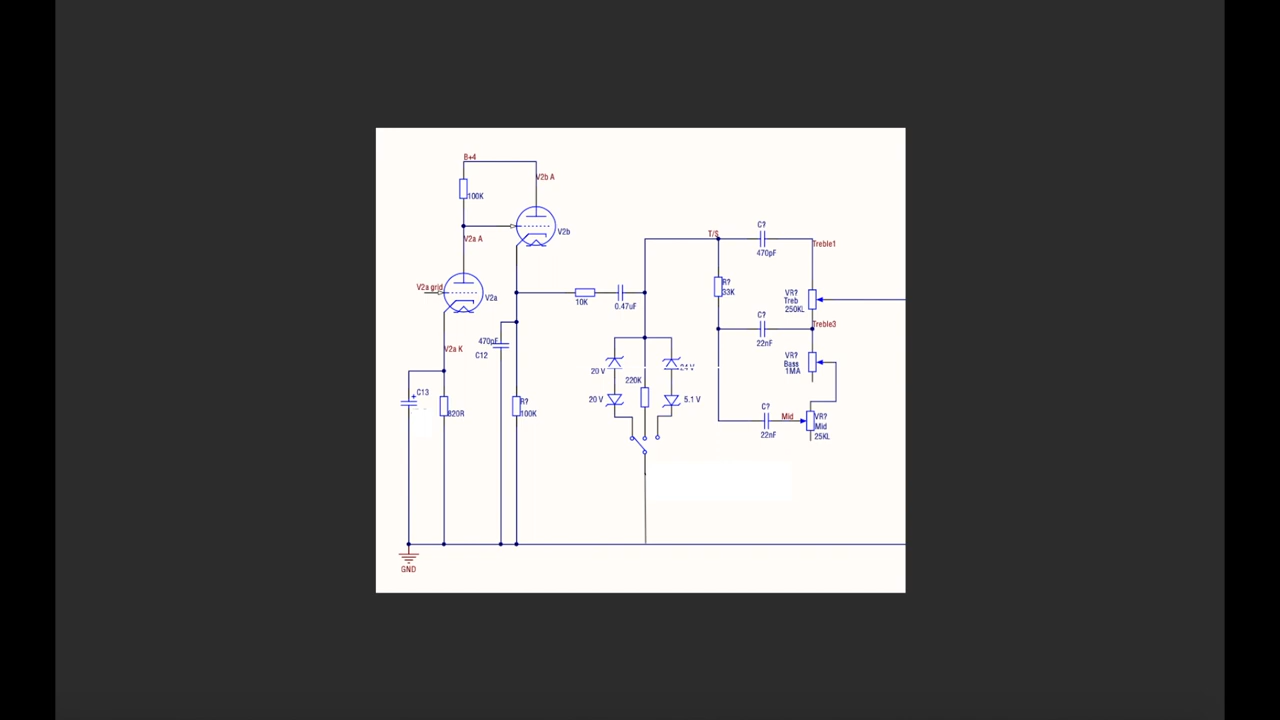 B+4
100K
V2b A
V2b
V2a A
V2a grid
V2a
V2a K
C13
820R
470pF
C12
R?
100K
10K
0.47uF
20 V
20 V
220K
5.1 V
T/S
R?
33K
C?
470pF
Treble1
VR?
Treb
250KL
C?
22nF
Treble3
VR?
Bass
1MA
C?
Mid
22nF
VR?
Mid
25KL
GND